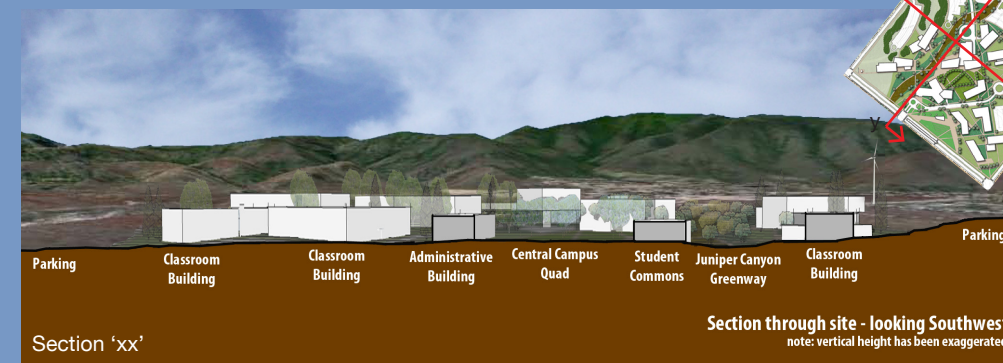 y
Parking
Classroom
Building
Classroom
Building
Administrative
Building
Central Campus
Quad
Student
Commons
Juniper Canyon
Greenway
Classroom
Building
Parking
Section through site - looking Southwest
note: vertical height has been exaggerated
Section ‘xx’